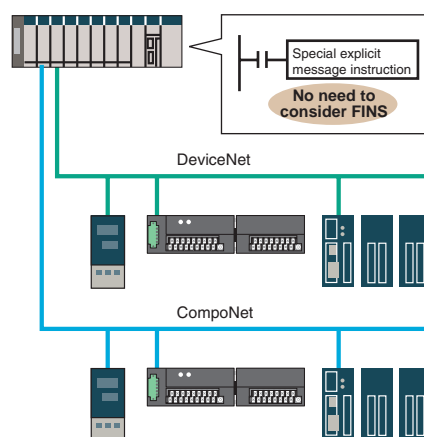 Special explicit
message instruction
No need to
consider FINS
DeviceNet
CompoNet